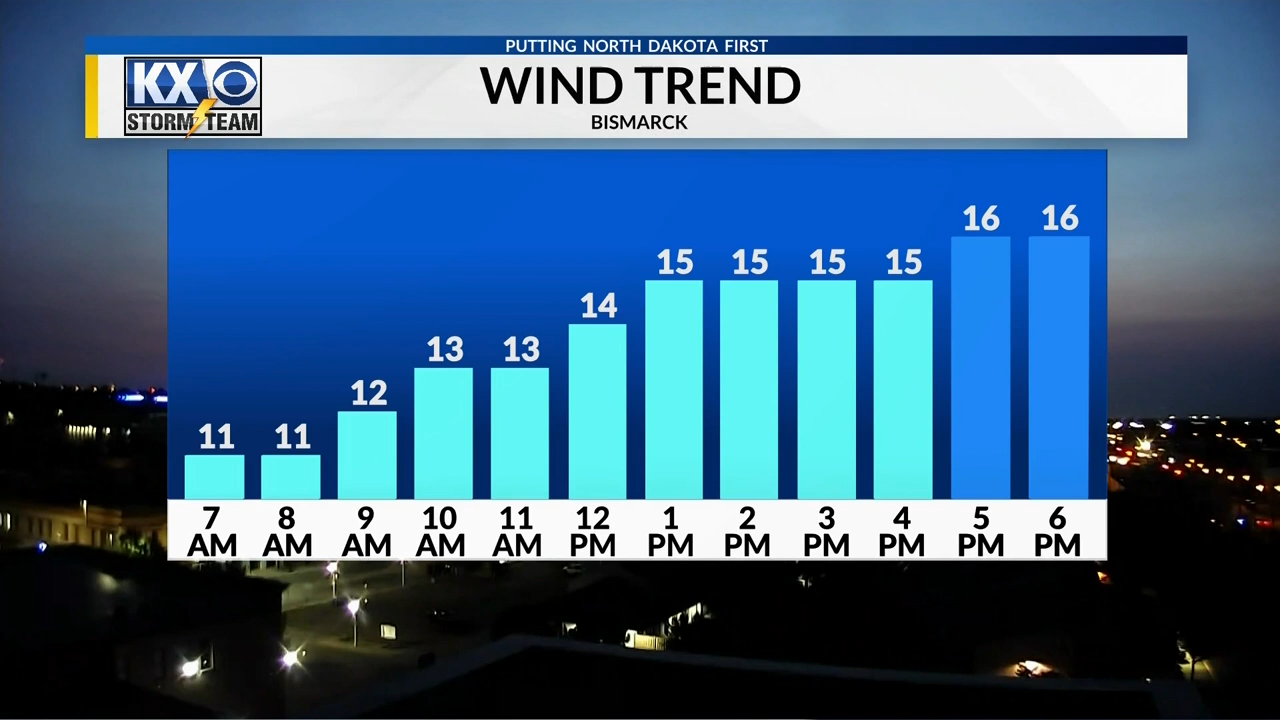 PUTTING NORTH DAKOTA FIRST
KX
STORM TEAM
WIND TREND
BISMARCK
11 11 12 13 13 14 15 15 15 15 16 16
7 AM 8 AM 9 AM 10 AM 11 AM 12 PM 1 PM 2 PM 3 PM 4 PM 5 PM 6 PM